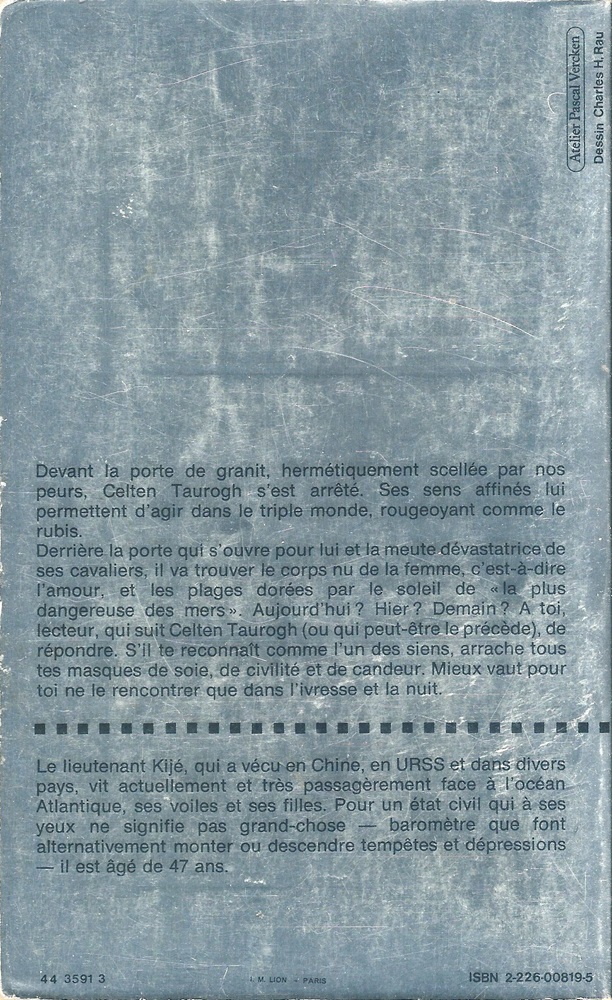 Atelier Pascal Vercken
Dessin Charles H. Rau
Devant la porte de granit, hermétiquement scellée par nos
peurs, Celten Taurogh s'est arrêté. Ses sens affinés lui
permettent d'agir dans le triple monde, rougeoyant comme le
rubis.
Derrière la porte qui s'ouvre pour lui et la meute dévastatrice de
ses cavaliers, il va trouver le corps nu de la femme, c'est-à-dire
l'amour, et les plages dorées par le soleil de «la plus
dangereuse des mers». Aujourd'hui? Hier? Demain? A toi,
lecteur, qui suit Celten Taurogh (ou qui peut-être le précède), de
répondre. S'il te reconnaît comme l'un des siens, arrache tous
tes masques de soie, de civilité et de candeur. Mieux vaut pour
toi ne le rencontrer que dans l'ivresse et la nuit.
Le lieutenant Kijé, qui a vécu en Chine, en URSS et dans divers
pays, vit actuellement et très passagèrement face à l'océan
Atlantique, ses voiles et ses filles. Pour un état civil qui à ses
yeux ne signifie pas grand-chose — baromètre que font
alternativement monter ou descendre tempêtes et dépressions
— il est âgé de 47 ans.
44 3591 3
I. M. LION - PARIS
ISBN 2-226-00819-5